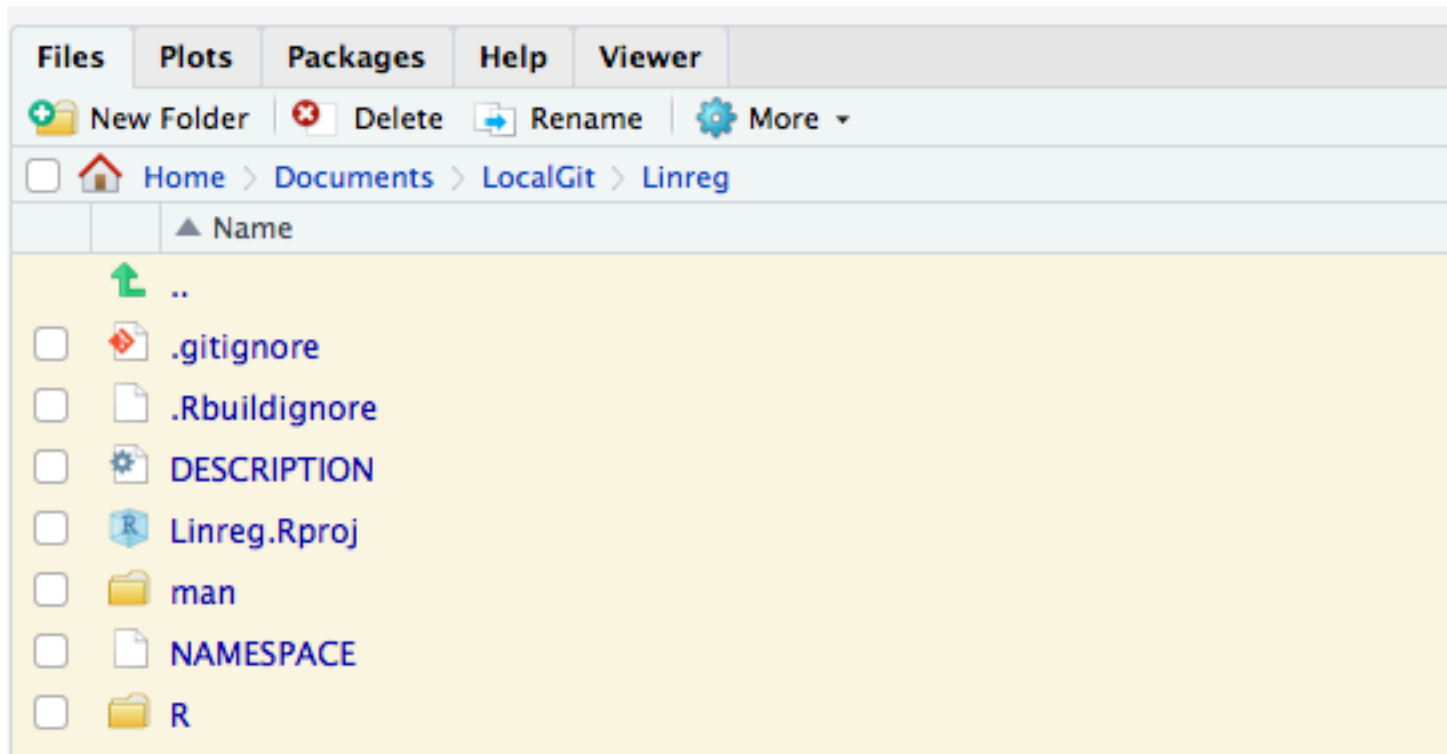 Files Plots Packages Help Viewer
New Folder Delete Rename More
Home Documents LocalGit Linreg
Name
..
.gitignore
.Rbuildignore
DESCRIPTION
Linreg.Rproj
man
NAMESPACE
R